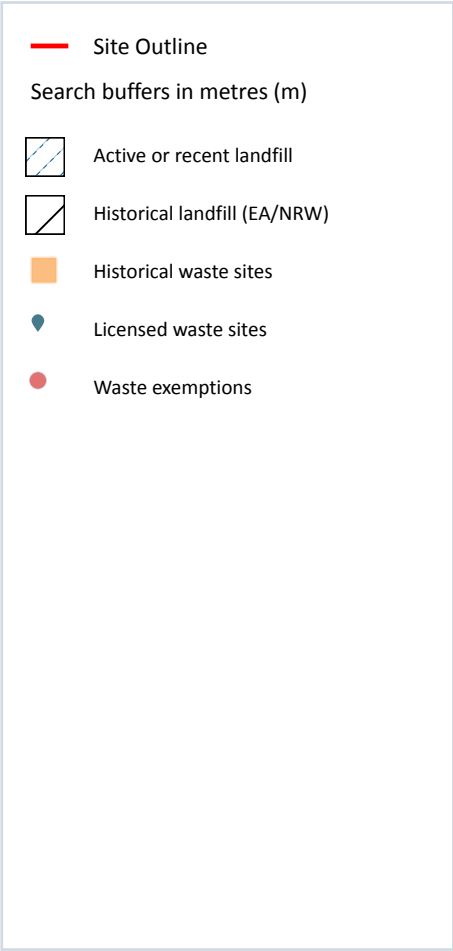 Site Outline
Search buffers in metres (m)
Active or recent landfill
Historical landfill (EA/NRW)
Historical waste sites
Licensed waste sites
Waste exemptions